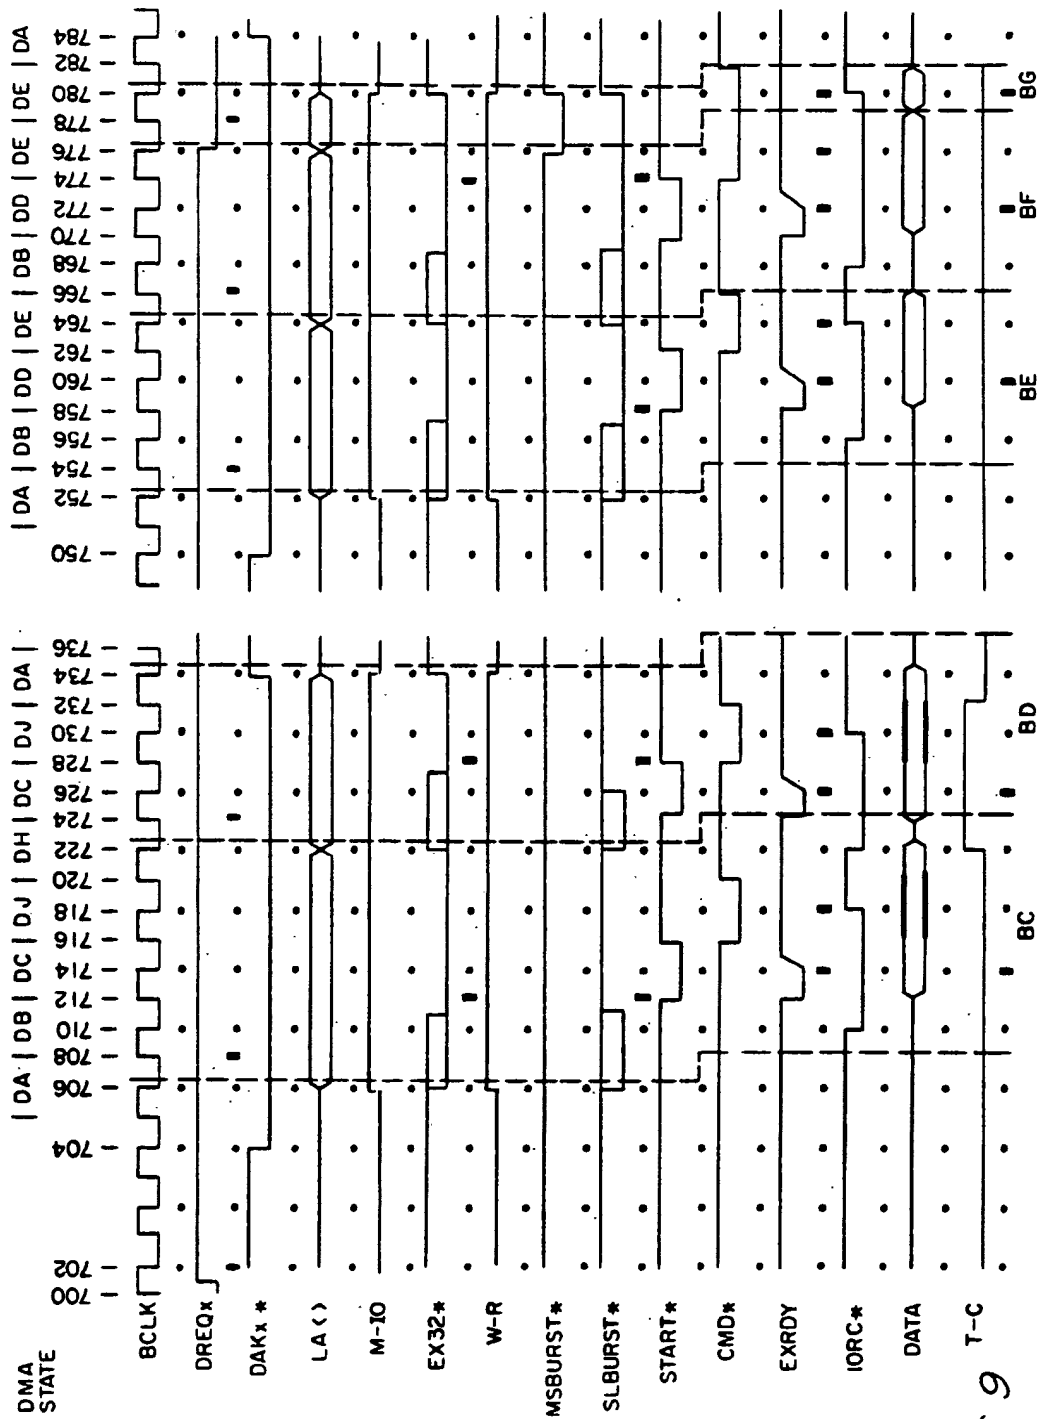 DMA
STATE
| DA | DB | DC | DJ | DH | DC | DJ | DA |
| DA | DB | DD | DE | DB | DD | DE | DE | DA
700
702
704
706
708
710
712
714
716
718
720
722
724
726
728
730
732
734
736
750
752
754
756
758
760
762
764
766
768
770
772
774
776
778
780
782
784
BCLK
DREQx
DAKx*
LA<>
M-IO
EX32*
W-R
MSBURST*
SLBURST*
START*
CMD*
EXRDY
IORC*
DATA
T-C
BC
BD
BE
BF
BG
9